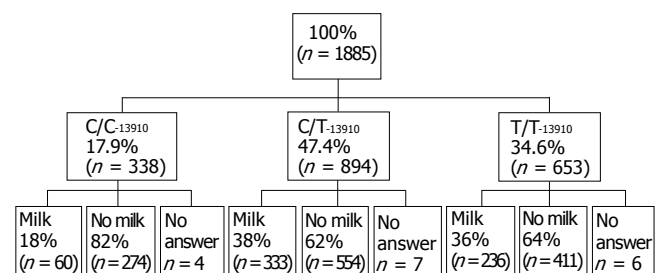 100%
(n = 1885)
C/C-13910
17.9%
(n = 338)
C/T-13910
47.4%
(n = 894)
T/T-13910
34.6%
(n = 653)
Milk
18%
(n = 60)
No milk
82%
(n = 274)
No
answer
n = 4
Milk
38%
(n = 333)
No milk
62%
(n = 554)
No
answer
n = 7
Milk
36%
(n = 236)
No milk
64%
(n = 411)
No
answer
n = 6